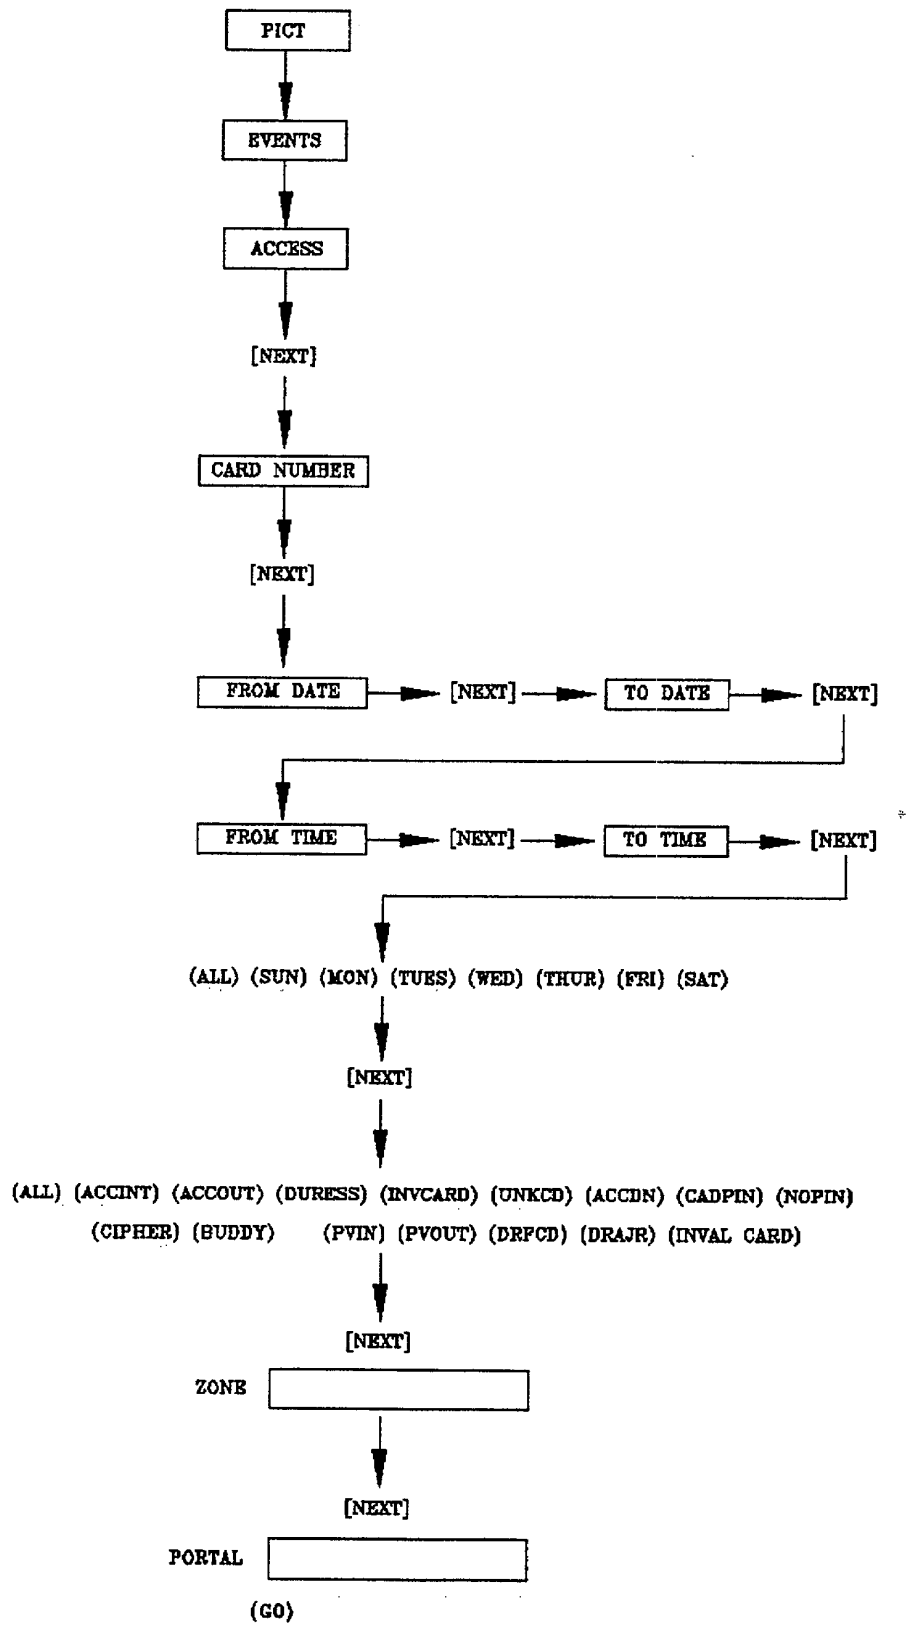 PICT
EVENTS
ACCESS
[NEXT]
CARD NUMBER
[NEXT]
FROM DATE [NEXT] TO DATE [NEXT]
FROM TIME [NEXT] TO TIME [NEXT]
(ALL) (SUN) (MON) (TUES) (WED) (THUR) (FRI) (SAT)
[NEXT]
(ALL) (ACCINT) (ACCOUT) (DURESS) (INVCARD) (UNKCD) (ACCDN) (CADPIN) (NOPIN)
(CIPHER) (BUDDY) (PVIN) (PVOUT) (DRFCD) (DRAJR) (INVAL CARD)
[NEXT]
ZONE
[NEXT]
PORTAL
(GO)